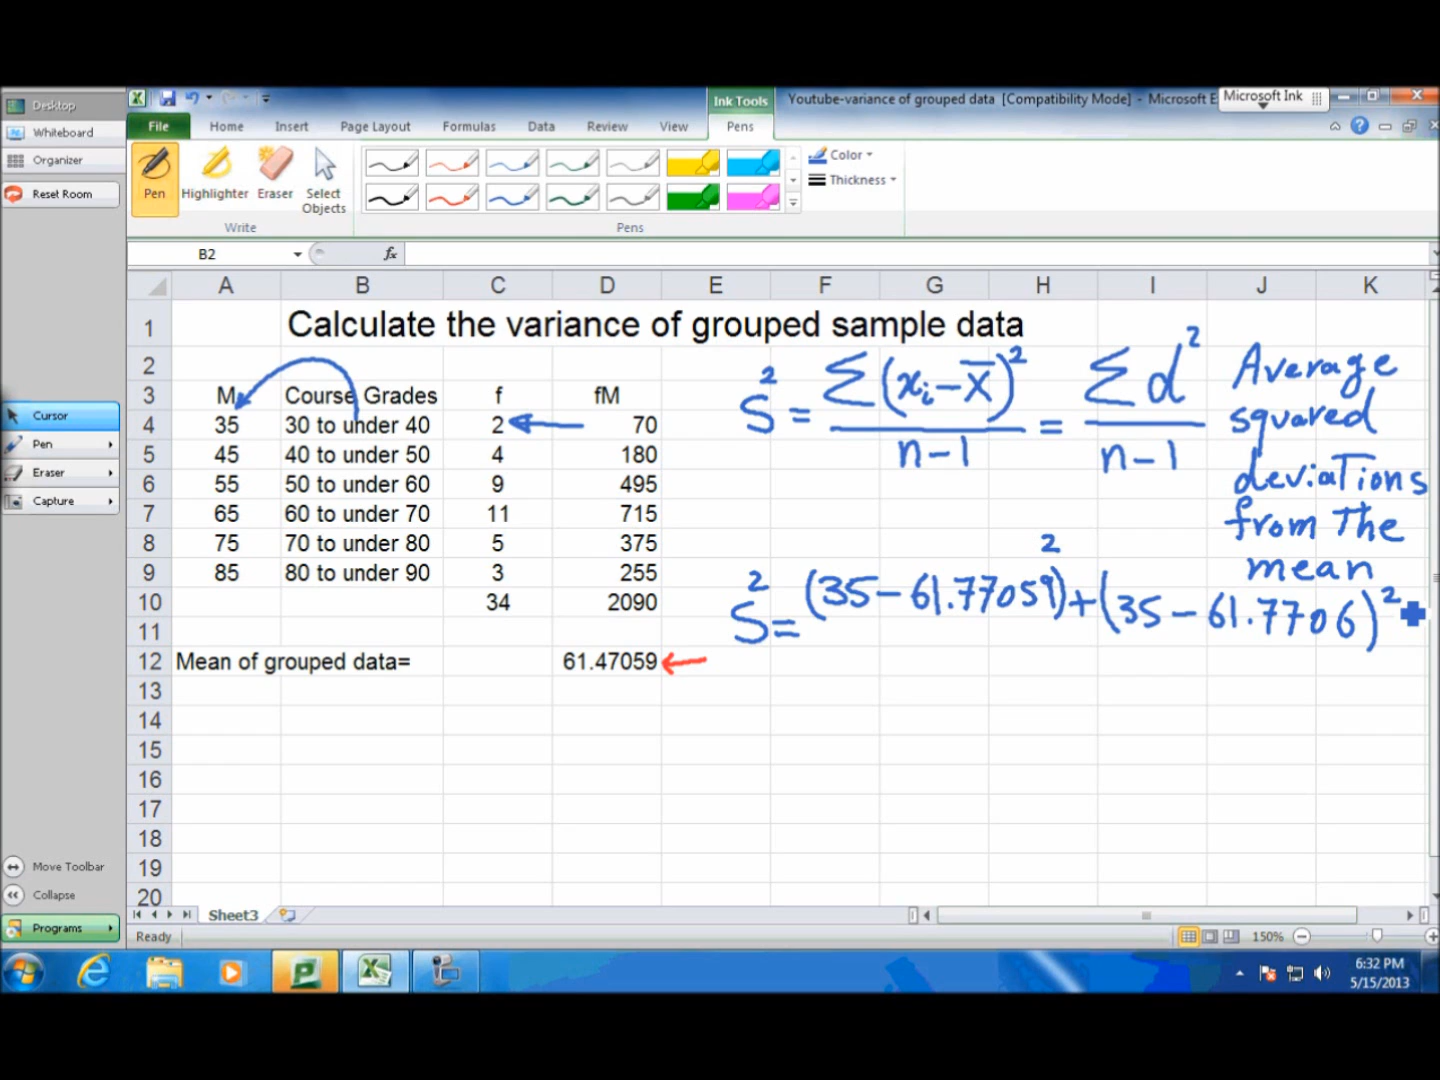 Desktop
Whiteboard
Organizer
Reset Room
Cursor
Pen
Eraser
Capture
Move Toolbar
Collapse
Programs
Ink Tools
Youtube-variance of grouped data [Compatibility Mode] - Microsoft E
Microsoft Ink
File Home Insert Page Layout Formulas Data Review View Pens
Pen Highlighter Eraser Select Objects
Color
Thickness
Write Pens
B2 fx
A B C D E F G H I J K
1 Calculate the variance of grouped sample data
2
3 M Course Grades f fM
4 35 30 to under 40 2 70
5 45 40 to under 50 4 180
6 55 50 to under 60 9 495
7 65 60 to under 70 11 715
8 75 70 to under 80 5 375
9 85 80 to under 90 3 255
10 34 2090
11
12 Mean of grouped data= 61.47059
13
14
15
16
17
18
19
20
S² = Σ(xᵢ – x̄)² / n – 1 = Σd² / n – 1
Average
squared
deviations
from The
mean
S² = (35 – 61.77059)² + (35 – 61.7706)² +
Sheet3
Ready 150%
6:32 PM
5/15/2013